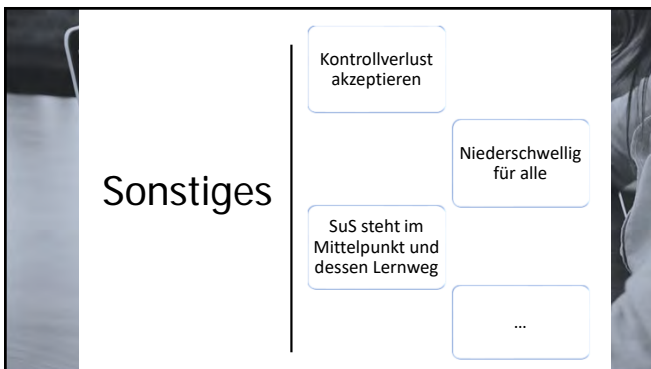 Sonstiges
Kontrollverlust
akzeptieren
Niederschwellig
für alle
SuS steht im
Mittelpunkt und
dessen Lernweg
...